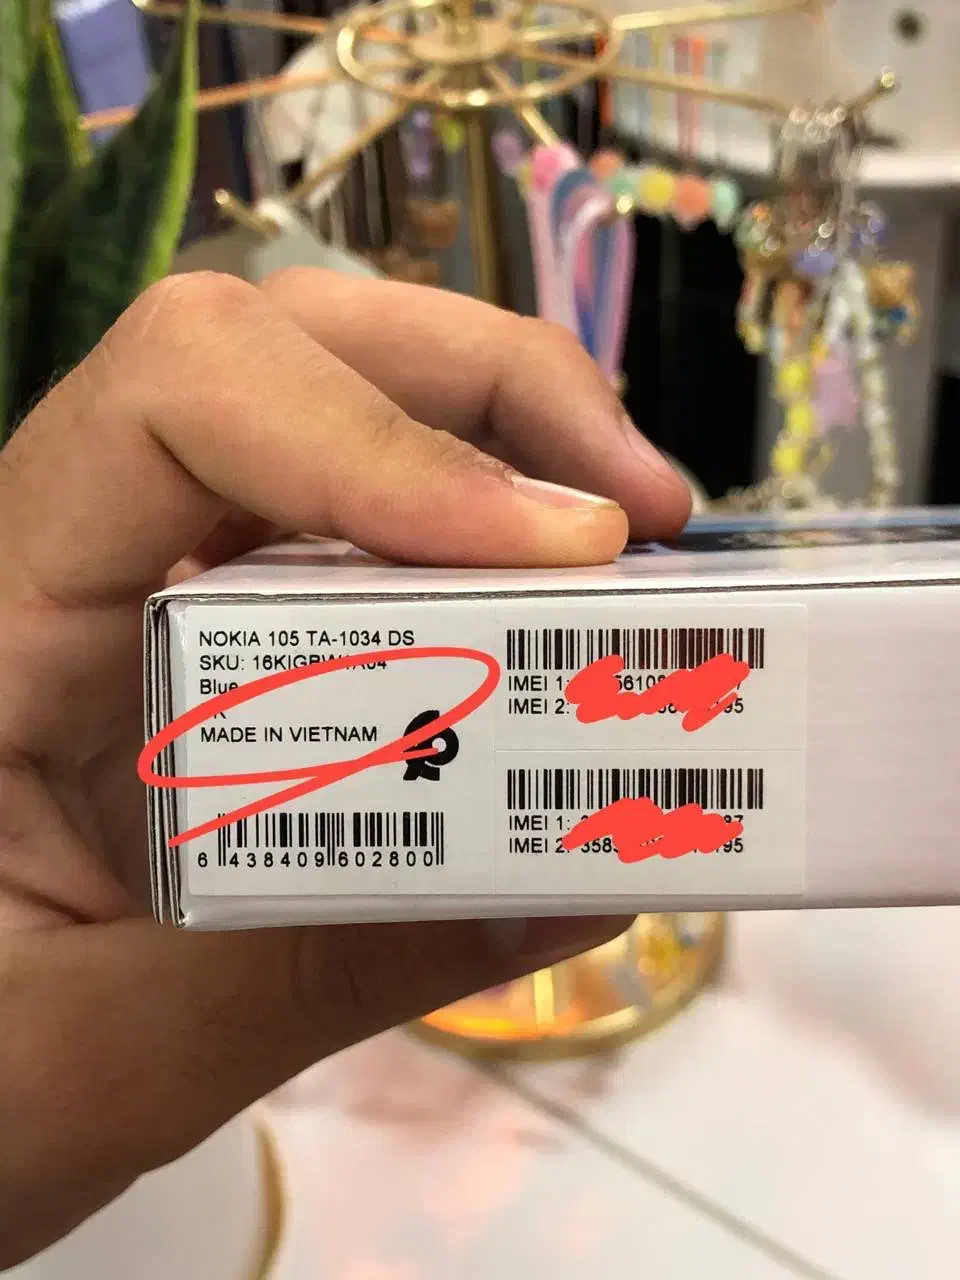 NOKIA 105 TA-1034 DS
SKU:
Blue
MADE IN VIETNAM
6 438409 602800
IMEI 1:
IMEI 2:
IMEI 1:
IMEI 2: